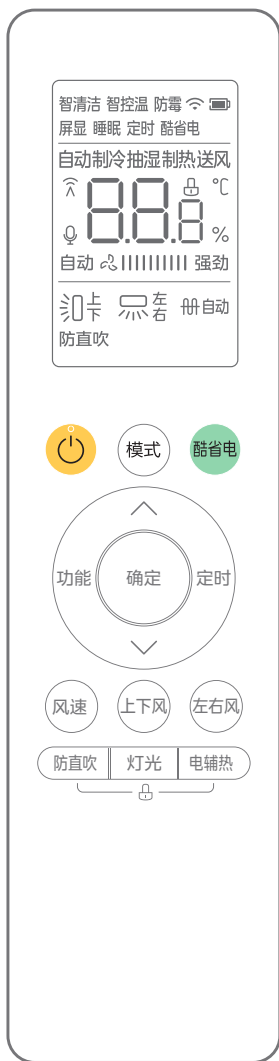 智清洁 智控温 防霉
屏显 睡眠 定时 酷省电
自动制冷抽湿制热送风
88.8 °C
%
自动 强劲
上下 左右 自动
防直吹
模式 酷省电
功能 确定 定时
风速 上下风 左右风
防直吹 灯光 电辅热